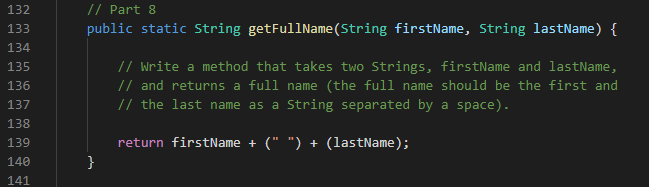 132 // Part 8
133 public static String getFullName(String firstName, String lastName) {
134
135 // Write a method that takes two Strings, firstName and lastName,
136 // and returns a full name (the full name should be the first and
137 // the last name as a String separated by a space).
138
139 return firstName + (" ") + (lastName);
140 }
141